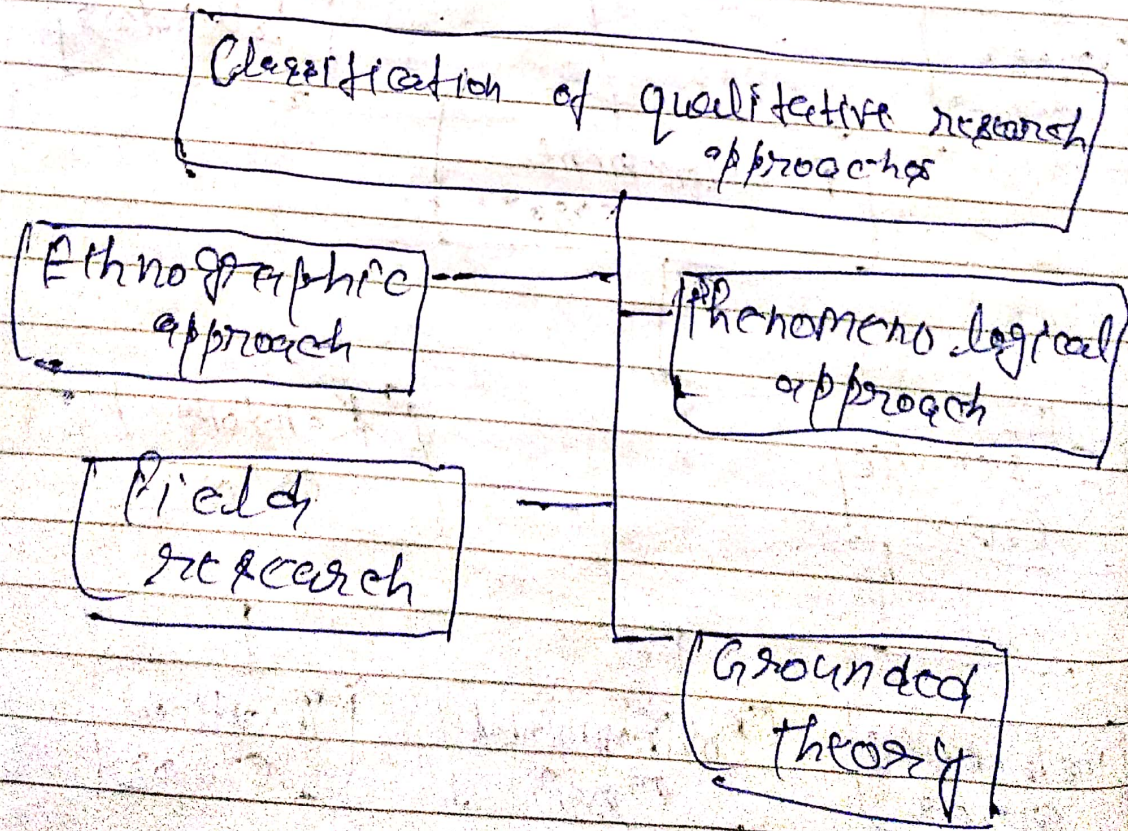 Classification of qualitative research
approaches
Ethnographic
approach
Phenomenological
approach
Field
research
Grounded
theory